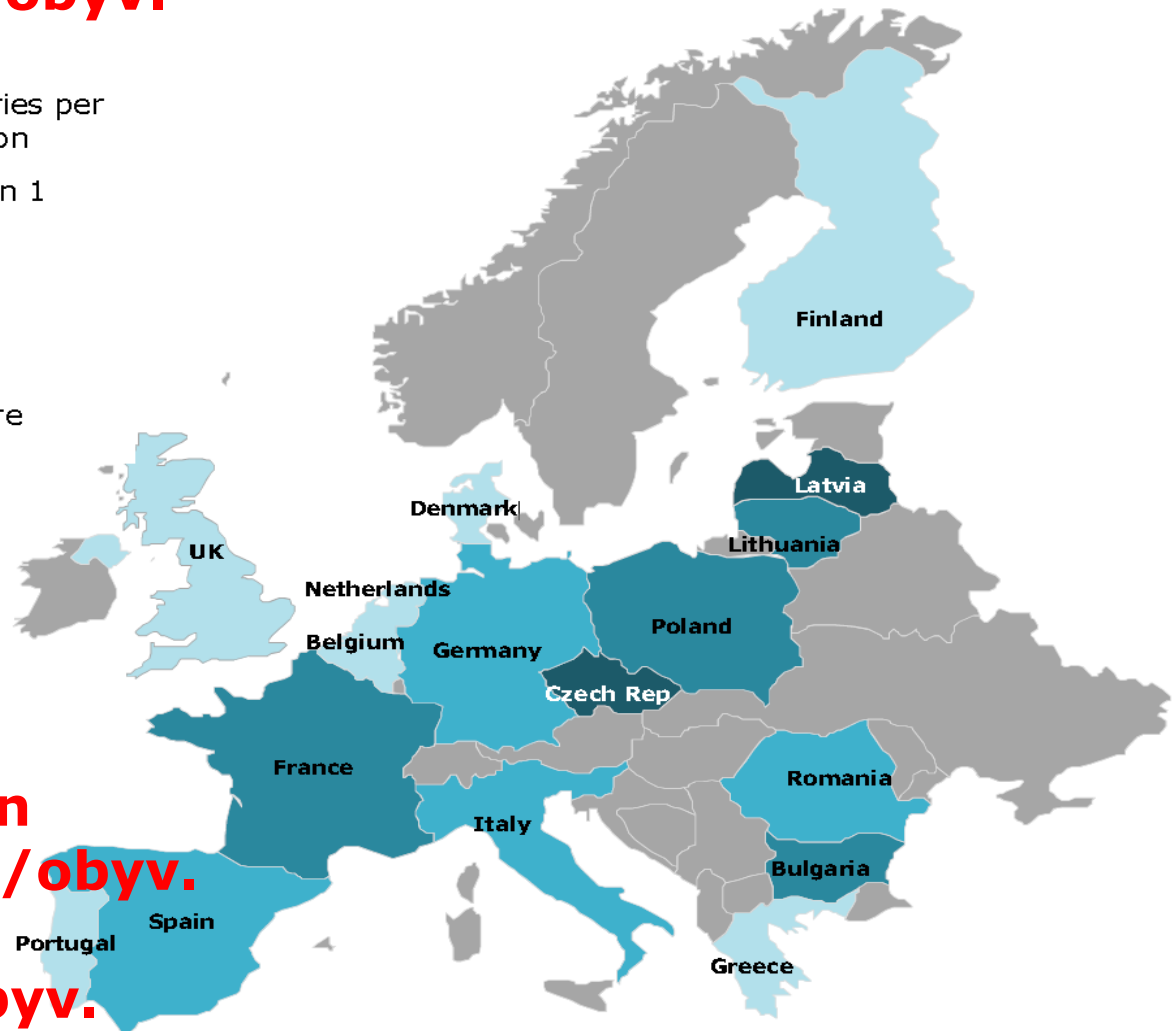 obyv.
ries per
on
n 1
re
Finland
Latvia
Denmark
Lithuania
UK
Netherlands
Poland
Belgium
Germany
Czech Rep
France
Romania
n
Italy
/obyv.
Bulgaria
Spain
Portugal
Greece
byv.